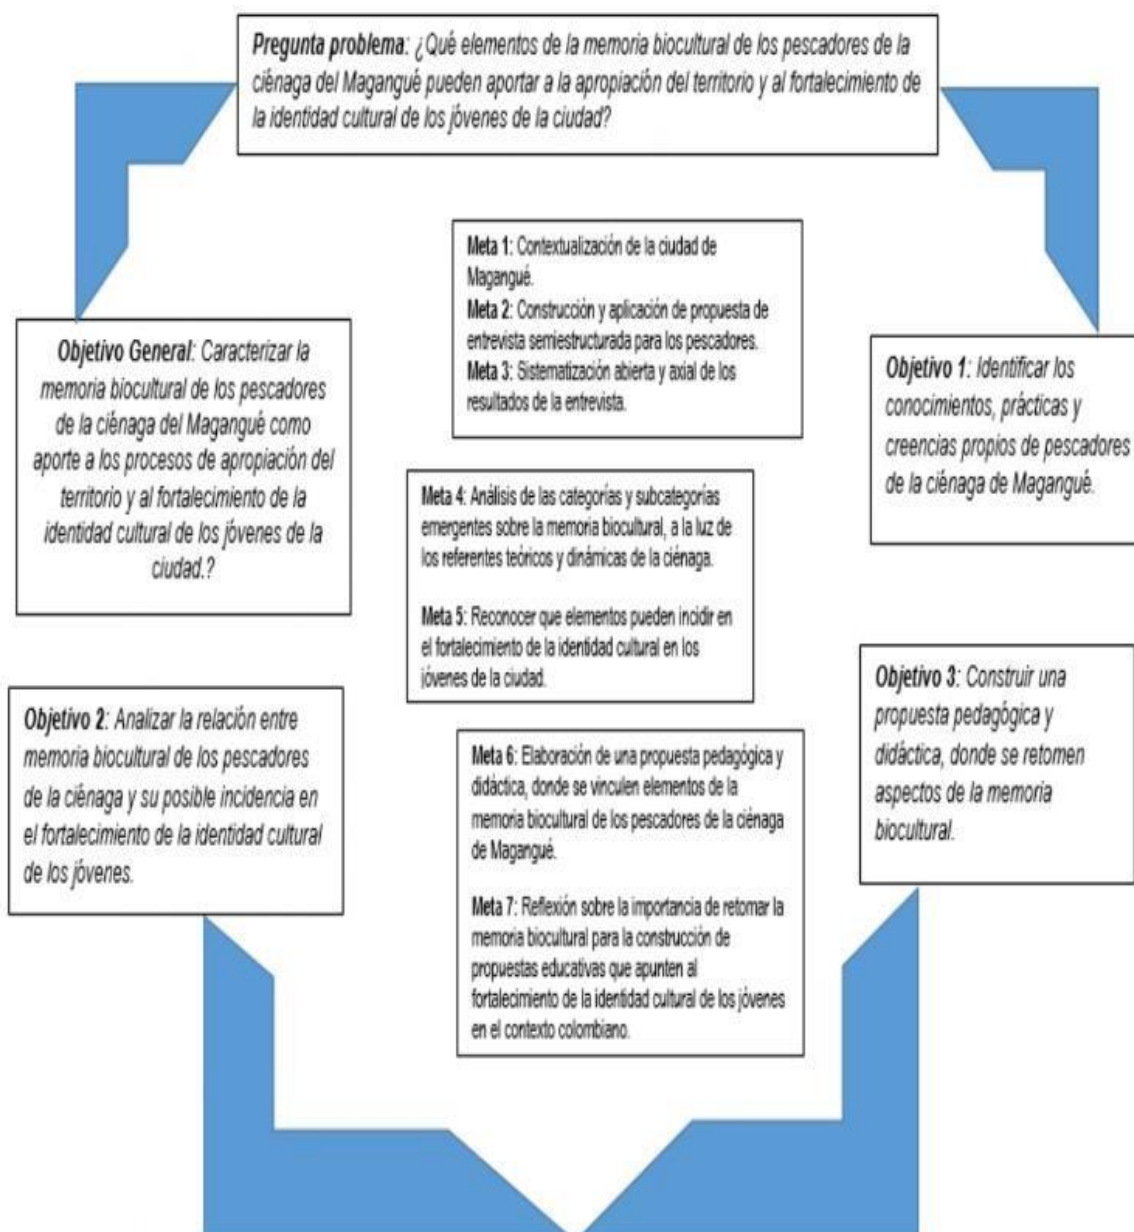 Pregunta problema: ¿Qué elementos de la memoria biocultural de los pescadores de la
ciénaga del Magangué pueden aportar a la apropiación del territorio y al fortalecimiento de
la identidad cultural de los jóvenes de la ciudad?
Meta 1: Contextualización de la ciudad de
Magangué.
Meta 2: Construcción y aplicación de propuesta de
entrevista semiestructurada para los pescadores.
Meta 3: Sistematización abierta y axial de los
resultados de la entrevista.
Objetivo General: Caracterizar la
memoria biocultural de los pescadores
de la ciénaga del Magangué como
aporte a los procesos de apropiación del
territorio y al fortalecimiento de la
identidad cultural de los jóvenes de la
ciudad.?
Objetivo 1: Identificar los
conocimientos, prácticas y
creencias propios de pescadores
de la ciénaga de Magangué.
Meta 4: Análisis de las categorías y subcategorías
emergentes sobre la memoria biocultural, a la luz de
los referentes teóricos y dinámicas de la ciénaga.
Meta 5: Reconocer que elementos pueden incidir en
el fortalecimiento de la identidad cultural en los
jóvenes de la ciudad.
Objetivo 2: Analizar la relación entre
memoria biocultural de los pescadores
de la ciénaga y su posible incidencia en
el fortalecimiento de la identidad cultural
de los jóvenes.
Objetivo 3: Construir una
propuesta pedagógica y
didáctica, donde se retomen
aspectos de la memoria
biocultural.
Meta 6: Elaboración de una propuesta pedagógica y
didáctica, donde se vinculen elementos de la
memoria biocultural de los pescadores de la ciénaga
de Magangué.
Meta 7: Reflexión sobre la importancia de retomar la
memoria biocultural para la construcción de
propuestas educativas que apunten al
fortalecimiento de la identidad cultural de los jóvenes
en el contexto colombiano.